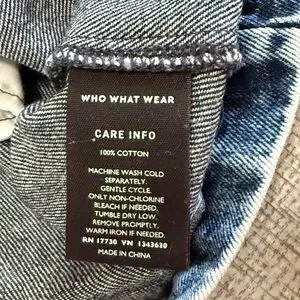 WHO WHAT WEAR
CARE INFO
100% COTTON
MACHINE WASH COLD
SEPARATELY.
GENTLE CYCLE.
ONLY NON-CHLORINE
BLEACH IF NEEDED.
TUMBLE DRY LOW.
REMOVE PROMPTLY.
WARM IRON IF NEEDED.
RN 17730 VN 1343630
MADE IN CHINA